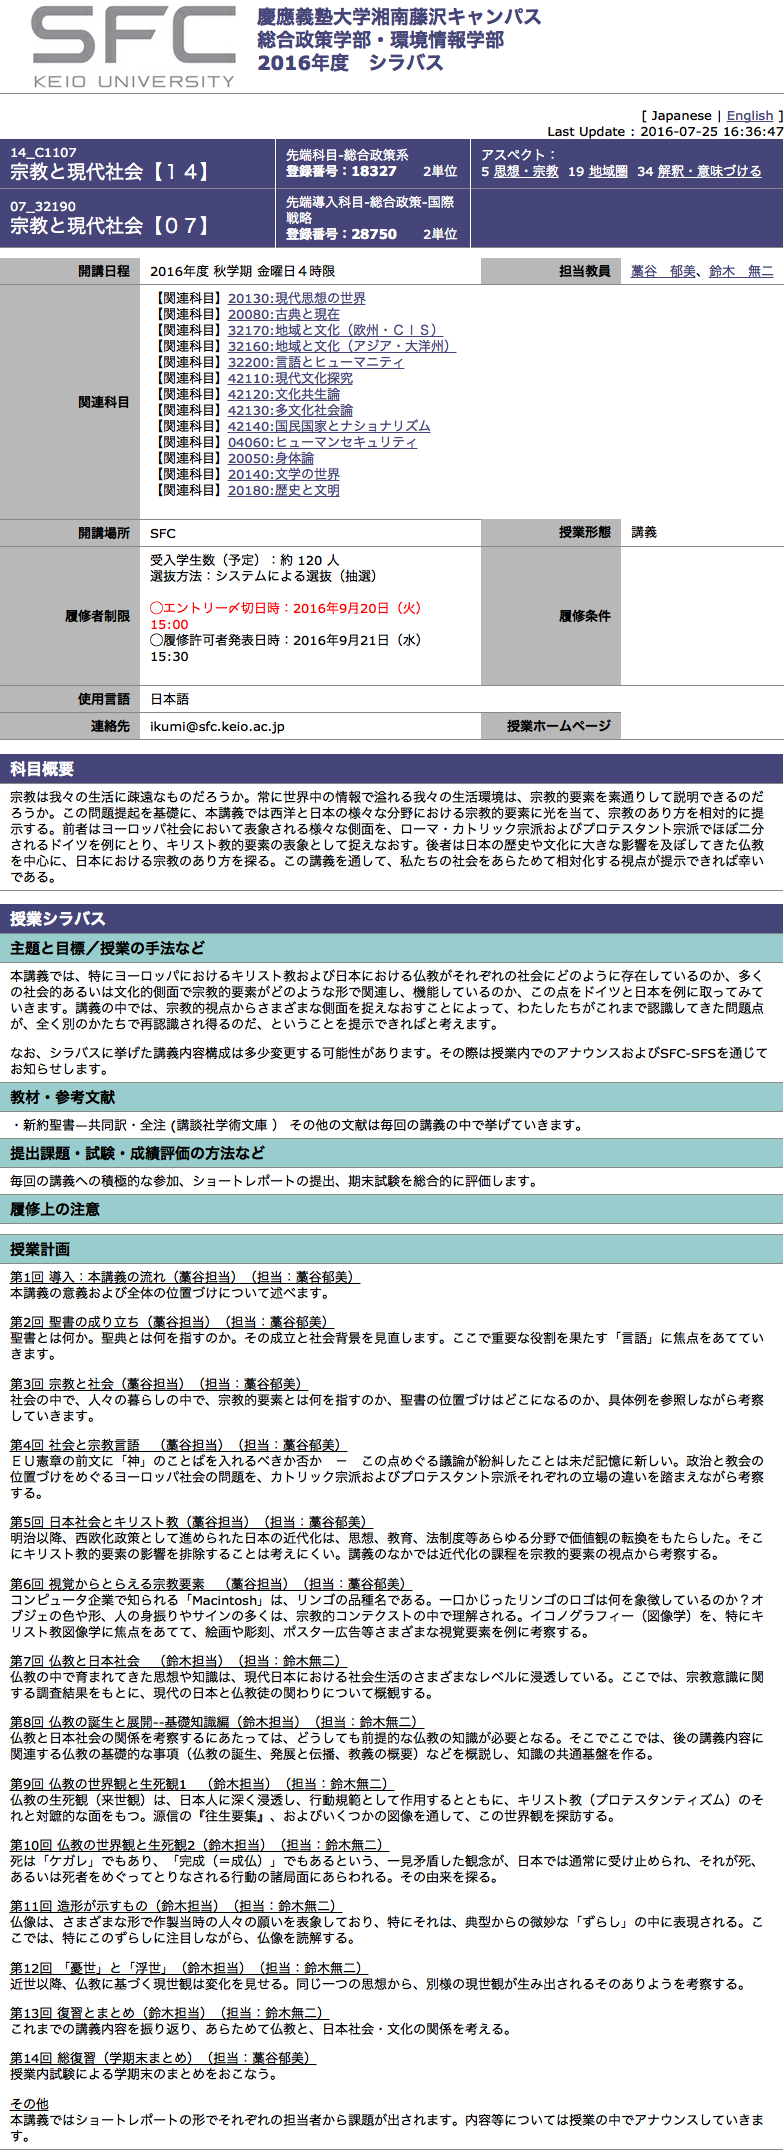 SFC
KEIO UNIVERSITY
慶應義塾大学湘南藤沢キャンパス
総合政策学部・環境情報学部
2016年度　シラバス
[ Japanese | English ]
Last Update : 2016-07-25 16:36:47
14_C1107
宗教と現代社会【１４】
先端科目-総合政策系
登録番号：18327　2単位
アスペクト：
5 思想・宗教 19 地域圏 34 解釈・意味づける
07_32190
宗教と現代社会【０７】
先端導入科目-総合政策-国際
戦略
登録番号：28750　2単位
開講日程
2016年度 秋学期 金曜日４時限
担当教員
藁谷　郁美、鈴木　無二
関連科目
【関連科目】20130:現代思想の世界
【関連科目】20080:古典と現在
【関連科目】32170:地域と文化（欧州・ＣＩＳ）
【関連科目】32160:地域と文化（アジア・大洋州）
【関連科目】32200:言語とヒューマニティ
【関連科目】42110:現代文化探究
【関連科目】42120:文化共生論
【関連科目】42130:多文化社会論
【関連科目】42140:国民国家とナショナリズム
【関連科目】04060:ヒューマンセキュリティ
【関連科目】20050:身体論
【関連科目】20140:文学の世界
【関連科目】20180:歴史と文明
開講場所
SFC
授業形態
講義
履修者制限
受入学生数（予定）：約 120 人
選抜方法：システムによる選抜（抽選）
◯エントリー〆切日時：2016年9月20日（火）
15:00
◯履修許可者発表日時：2016年9月21日（水）
15:30
履修条件
使用言語
日本語
連絡先
ikumi@sfc.keio.ac.jp
授業ホームページ
科目概要
宗教は我々の生活に疎遠なものだろうか。常に世界中の情報で溢れる我々の生活環境は、宗教的要素を素通りして説明できるのだ
ろうか。この問題提起を基礎に、本講義では西洋と日本の様々な分野における宗教的要素に光を当て、宗教のあり方を相対的に提
示する。前者はヨーロッパ社会において表象される様々な側面を、ローマ・カトリック宗派およびプロテスタント宗派でほぼ二分
されるドイツを例にとり、キリスト教的要素の表象として捉えなおす。後者は日本の歴史や文化に大きな影響を及ぼしてきた仏教
を中心に、日本における宗教のあり方を探る。この講義を通して、私たちの社会をあらためて相対化する視点が提示できれば幸い
である。
授業シラバス
主題と目標／授業の手法など
本講義では、特にヨーロッパにおけるキリスト教および日本における仏教がそれぞれの社会にどのように存在しているのか、多く
の社会的あるいは文化的側面で宗教的要素がどのような形で関連し、機能しているのか、この点をドイツと日本を例に取ってみて
いきます。講義の中では、宗教的視点からさまざまな側面を捉えなおすことによって、わたしたちがこれまで認識してきた問題点
が、全く別のかたちで再認識され得るのだ、ということを提示できればと考えます。
なお、シラバスに挙げた講義内容構成は多少変更する可能性があります。その際は授業内でのアナウンスおよびSFC-SFSを通じて
お知らせします。
教材・参考文献
・新約聖書―共同訳・全注 (講談社学術文庫 ） その他の文献は毎回の講義の中で挙げていきます。
提出課題・試験・成績評価の方法など
毎回の講義への積極的な参加、ショートレポートの提出、期末試験を総合的に評価します。
履修上の注意
授業計画
第1回 導入：本講義の流れ（藁谷担当）（担当：藁谷郁美）
本講義の意義および全体の位置づけについて述べます。
第2回 聖書の成り立ち（藁谷担当）（担当：藁谷郁美）
聖書とは何か。聖典とは何を指すのか。その成立と社会背景を見直します。ここで重要な役割を果たす「言語」に焦点をあててい
きます。
第3回 宗教と社会（藁谷担当）（担当：藁谷郁美）
社会の中で、人々の暮らしの中で、宗教的要素とは何を指すのか、聖書の位置づけはどこになるのか、具体例を参照しながら考察
していきます。
第4回 社会と宗教言語　（藁谷担当）（担当：藁谷郁美）
ＥＵ憲章の前文に「神」のことばを入れるべきか否か　－　この点めぐる議論が紛糾したことは未だ記憶に新しい。政治と教会の
位置づけをめぐるヨーロッパ社会の問題を、カトリック宗派およびプロテスタント宗派それぞれの立場の違いを踏まえながら考察
する。
第5回 日本社会とキリスト教（藁谷担当）（担当：藁谷郁美）
明治以降、西欧化政策として進められた日本の近代化は、思想、教育、法制度等あらゆる分野で価値観の転換をもたらした。そこ
にキリスト教的要素の影響を排除することは考えにくい。講義のなかでは近代化の課程を宗教的要素の視点から考察する。
第6回 視覚からとらえる宗教要素　（藁谷担当）（担当：藁谷郁美）
コンピュータ企業で知られる「Macintosh」は、リンゴの品種名である。一口かじったリンゴのロゴは何を象徴しているのか？オ
ブジェの色や形、人の身振りやサインの多くは、宗教的コンテクストの中で理解される。イコノグラフィー（図像学）を、特にキ
リスト教図像学に焦点をあてて、絵画や彫刻、ポスター広告等さまざまな視覚要素を例に考察する。
第7回 仏教と日本社会　（鈴木担当）（担当：鈴木無二）
仏教の中で育まれてきた思想や知識は、現代日本における社会生活のさまざまなレベルに浸透している。ここでは、宗教意識に関
する調査結果をもとに、現代の日本と仏教徒の関わりについて概観する。
第8回 仏教の誕生と展開--基礎知識編（鈴木担当）（担当：鈴木無二）
仏教と日本社会の関係を考察するにあたっては、どうしても前提的な仏教の知識が必要となる。そこでここでは、後の講義内容に
関連する仏教の基礎的な事項（仏教の誕生、発展と伝播、教義の概要）などを概説し、知識の共通基盤を作る。
第9回 仏教の世界観と生死観1　（鈴木担当）（担当：鈴木無二）
仏教の生死観（来世観）は、日本人に深く浸透し、行動規範として作用するとともに、キリスト教（プロテスタンティズム）のそ
れと対蹠的な面をもつ。源信の『往生要集』、およびいくつかの図像を通して、この世界観を探訪する。
第10回 仏教の世界観と生死観2（鈴木担当）（担当：鈴木無二）
死は「ケガレ」でもあり、「完成（＝成仏）」でもあるという、一見矛盾した観念が、日本では通常に受け止められ、それが死、
あるいは死者をめぐってとりなされる行動の諸局面にあらわれる。その由来を探る。
第11回 造形が示すもの（鈴木担当）（担当：鈴木無二）
仏像は、さまざまな形で作製当時の人々の願いを表象しており、特にそれは、典型からの微妙な「ずらし」の中に表現される。こ
こでは、特にこのずらしに注目しながら、仏像を読解する。
第12回 「憂世」と「浮世」（鈴木担当）（担当：鈴木無二）
近世以降、仏教に基づく現世観は変化を見せる。同じ一つの思想から、別様の現世観が生み出されるそのありようを考察する。
第13回 復習とまとめ（鈴木担当）（担当：鈴木無二）
これまでの講義内容を振り返り、あらためて仏教と、日本社会・文化の関係を考える。
第14回 総復習（学期末まとめ）（担当：藁谷郁美）
授業内試験による学期末のまとめをおこなう。
その他
本講義ではショートレポートの形でそれぞれの担当者から課題が出されます。内容等については授業の中でアナウンスしていきま
す。